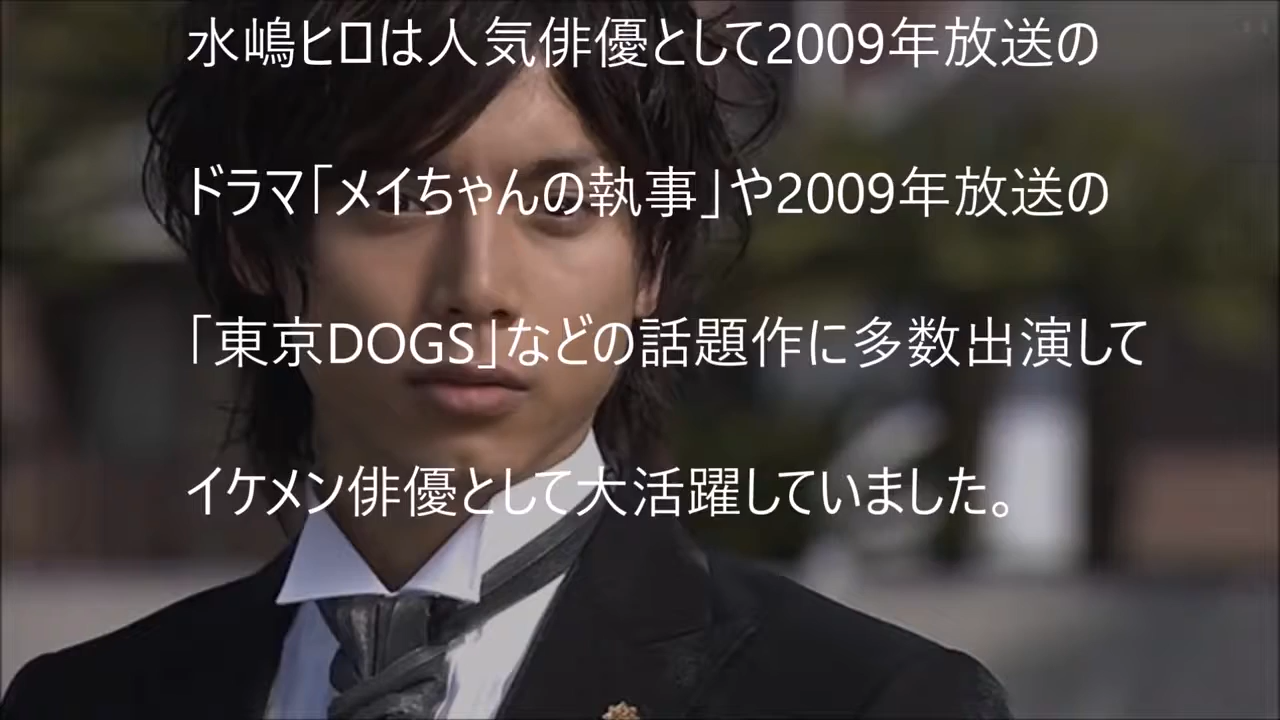 水嶋ヒロは人気俳優として2009年放送の
ドラマ「メイちゃんの執事」や2009年放送の
「東京DOGS」などの話題作に多数出演して
イケメン俳優として大活躍していました。